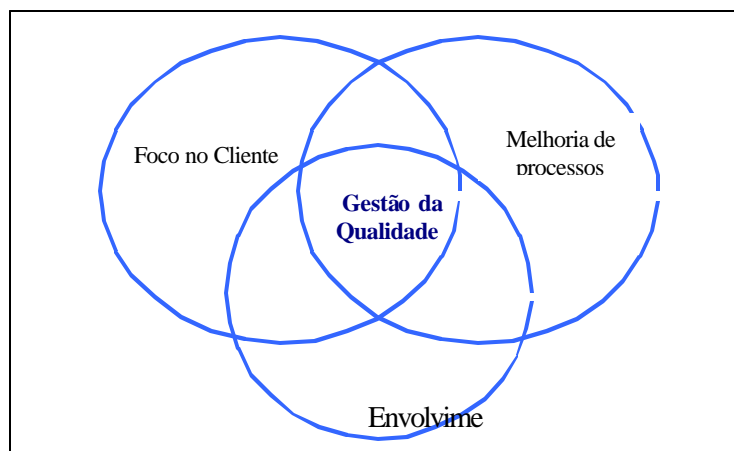 Foco no Cliente
Melhoria de
processos
Gestão da
Qualidade
Envolvime